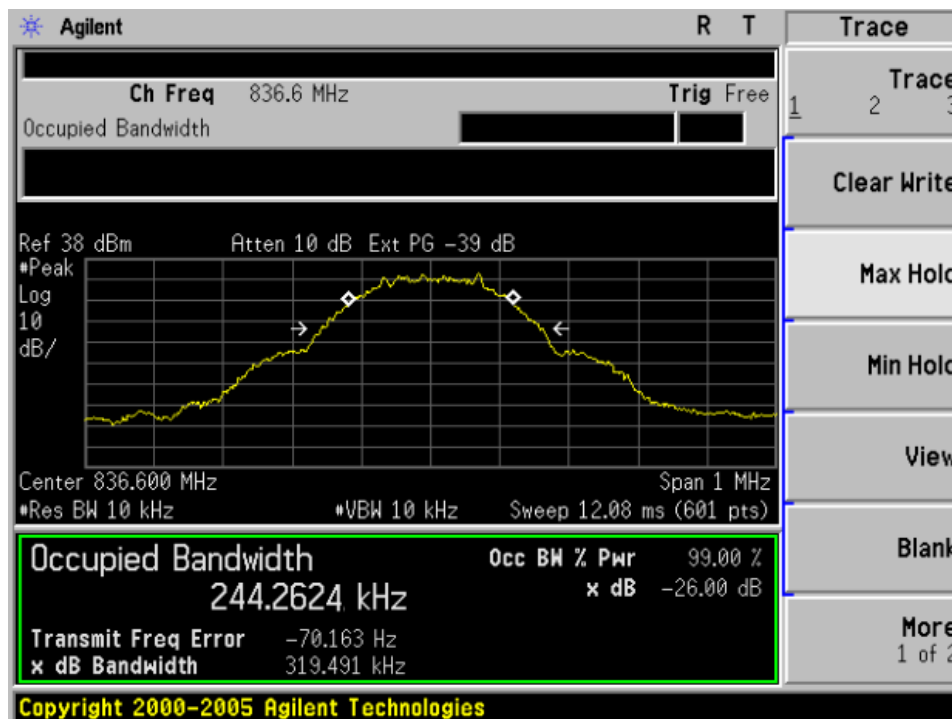 Agilent R T
Ch Freq 836.6 MHz Trig Free
Occupied Bandwidth
Ref 38 dBm Atten 10 dB Ext PG -39 dB
#Peak
Log
10
dB/
Center 836.600 MHz Span 1 MHz
#Res BW 10 kHz #VBW 10 kHz Sweep 12.08 ms (601 pts)
Occupied Bandwidth
244.2624 kHz
Occ BW % Pwr 99.00 %
x dB -26.00 dB
Transmit Freq Error -70.163 Hz
x dB Bandwidth 319.491 kHz
Copyright 2000-2005 Agilent Technologies
Trace
Trace
1 2 3
Clear Write
Max Hold
Min Hold
View
Blank
More
1 of 2